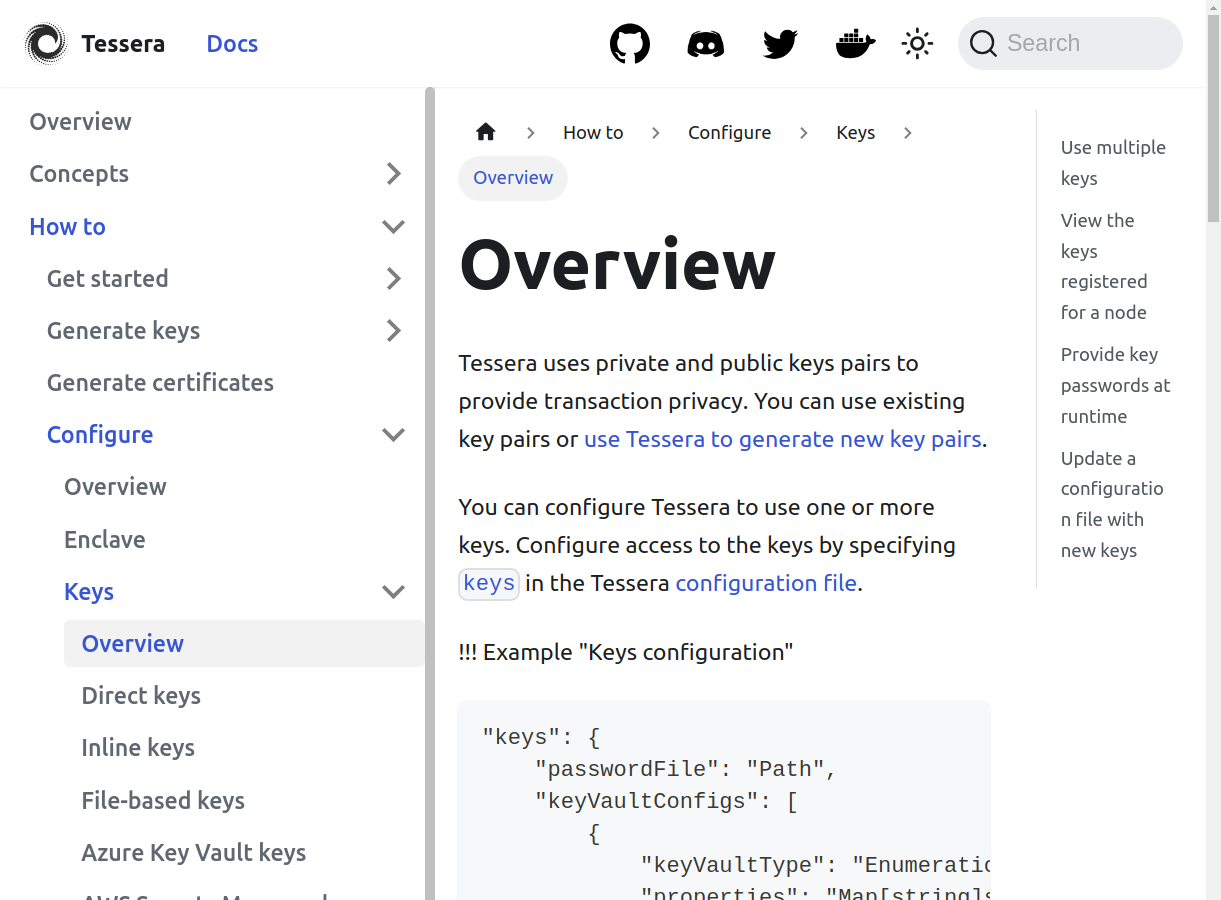 Tessera Docs Search
Overview
Concepts
How to
Get started
Generate keys
Generate certificates
Configure
Overview
Enclave
Keys
Overview
Direct keys
Inline keys
File-based keys
Azure Key Vault keys
How to Configure Keys
Overview
Overview
Tessera uses private and public keys pairs to
provide transaction privacy. You can use existing
key pairs or use Tessera to generate new key pairs.
You can configure Tessera to use one or more
keys. Configure access to the keys by specifying
keys in the Tessera configuration file.
!!! Example "Keys configuration"
"keys": {
"passwordFile": "Path",
"keyVaultConfigs": [
{
"keyVaultType": "Enumeratio
"properties": "Map[string]s
Use multiple
keys
View the
keys
registered
for a node
Provide key
passwords at
runtime
Update a
configuratio
n file with
new keys